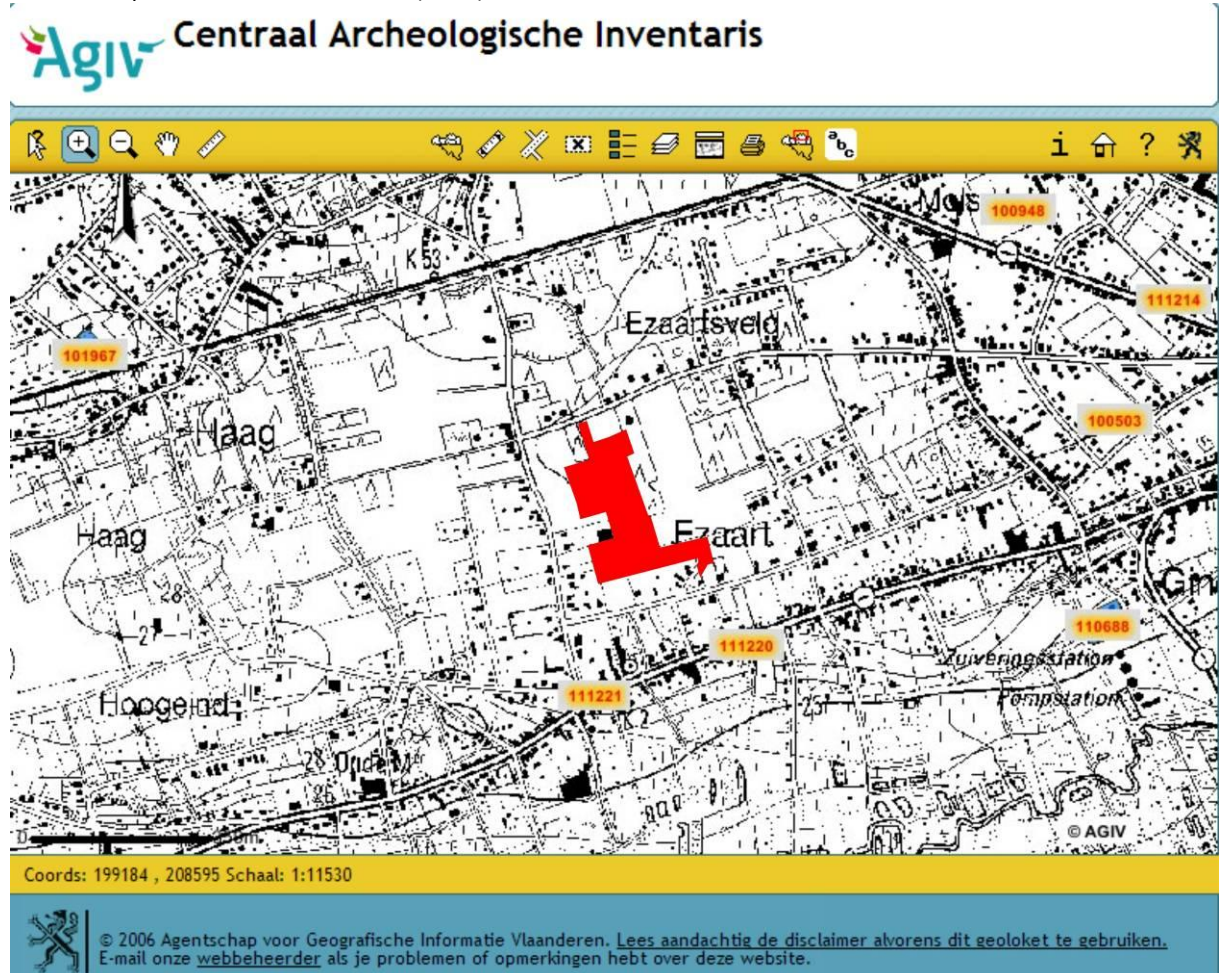 Agiv Centraal Archeologische Inventaris
i ? abc
Mols 100948
K 53
111214
Ezaartsveld
101967
Haag
100503
Haag
Ezaart
28
27
110688
111220
Zuiveringsstation
Pompstation
111221
Hoogeind
K 2
23
28
26
© AGIV
Coords: 199184 , 208595 Schaal: 1:11530
© 2006 Agentschap voor Geografische Informatie Vlaanderen. Lees aandachtig de disclaimer alvorens dit geoloket te gebruiken.
E-mail onze webbeheerder als je problemen of opmerkingen hebt over deze website.